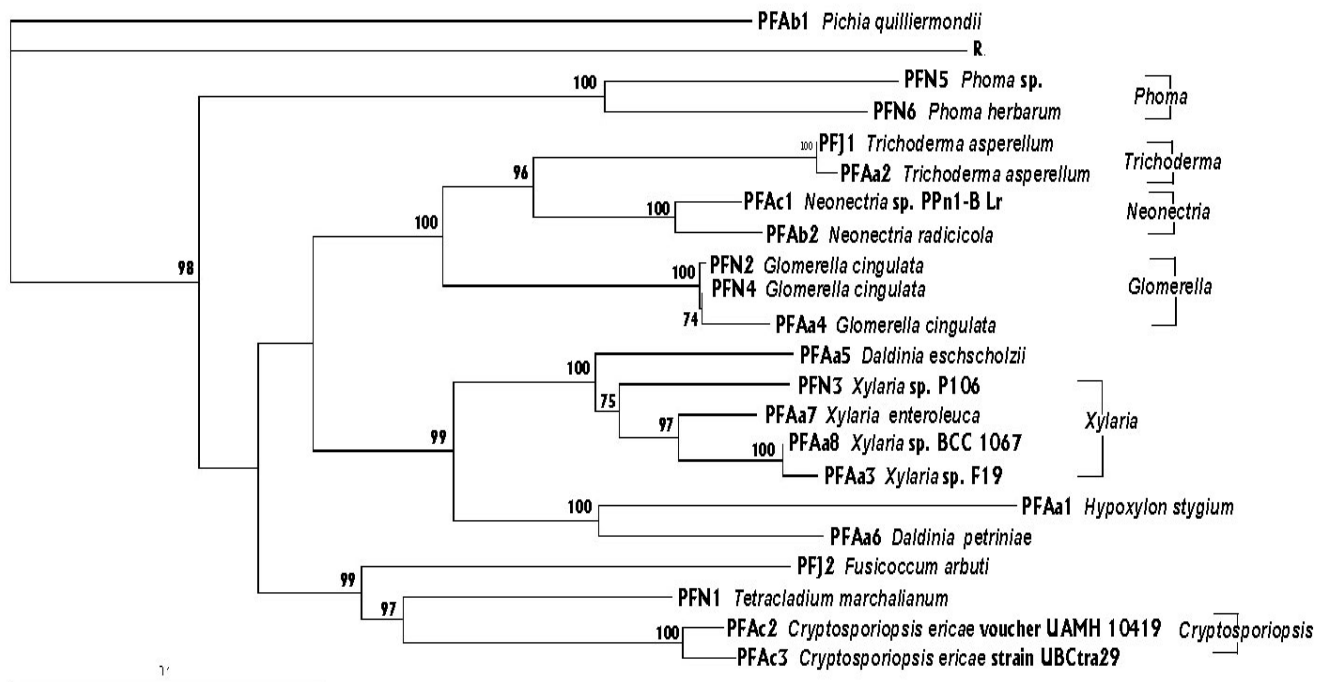 PFAb1 Pichia quilliermondii
R.
100 PFN5 Phoma sp.
Phoma
PFN6 Phoma herbarum
100 PFJ1 Trichoderma asperellum
96 PFAa2 Trichoderma asperellum
Trichoderma
PFAc1 Neonectria sp. PPn1-B Lr
100 Neonectria
100 PFAb2 Neonectria radicicola
98 100 PFN2 Glomerella cingulata
PFN4 Glomerella cingulata
Glomerella
74 PFAa4 Glomerella cingulata
100 PFAa5 Daldinia eschscholzii
75 PFN3 Xylaria sp. P106
97 PFAa7 Xylaria enteroleuca
Xylaria
99 100 PFAa8 Xylaria sp. BCC 1067
PFAa3 Xylaria sp. F19
100 PFAa1 Hypoxylon stygium
PFAa6 Daldinia petriniae
99 PFJ2 Fusicoccum arbuti
97 PFN1 Tetracladium marchalianum
100 PFAc2 Cryptosporiopsis ericae voucher UAMH 10419 Cryptosporiopsis
PFAc3 Cryptosporiopsis ericae strain UBCtra29